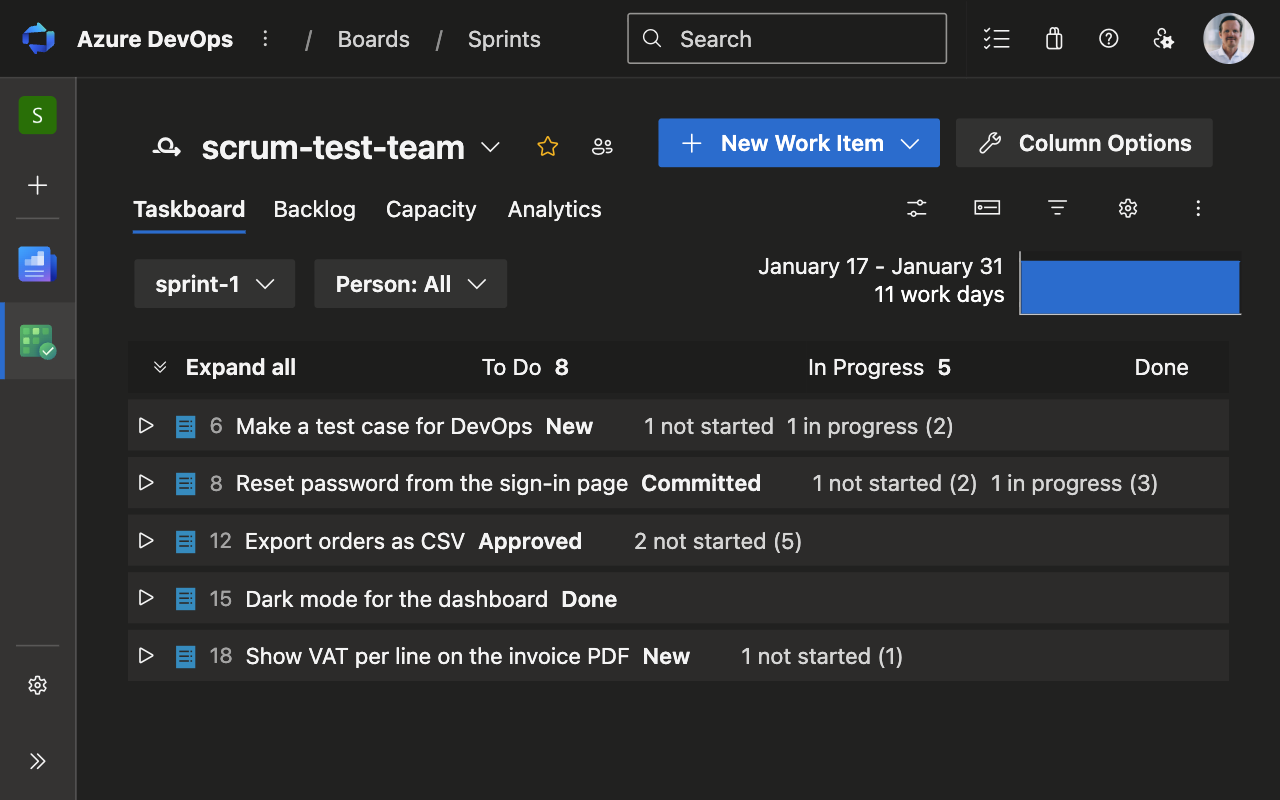 Azure DevOps / Boards / Sprints Search
S
scrum-test-team New Work Item Column Options
Taskboard Backlog Capacity Analytics
sprint-1 Person: All January 17 - January 31
11 work days
Expand all To Do 8 In Progress 5 Done
6 Make a test case for DevOps New 1 not started 1 in progress (2)
8 Reset password from the sign-in page Committed 1 not started (2) 1 in progress (3)
12 Export orders as CSV Approved 2 not started (5)
15 Dark mode for the dashboard Done
18 Show VAT per line on the invoice PDF New 1 not started (1)